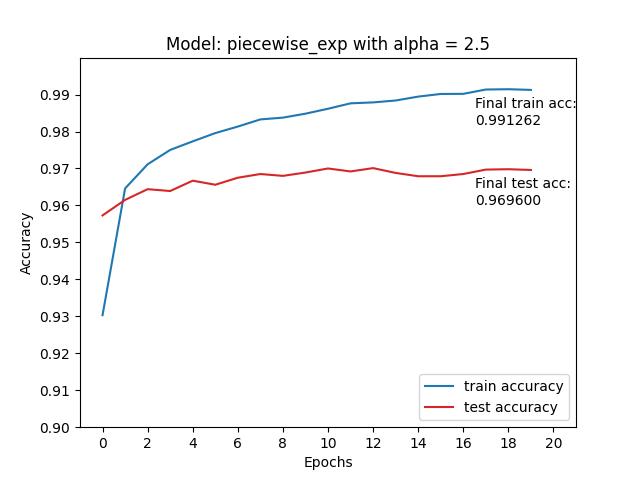 Model: piecewise_exp with alpha = 2.5
0.99
0.98
0.97
0.96
0.95
0.94
0.93
0.92
0.91
0.90
Accuracy
Final train acc:
0.991262
Final test acc:
0.969600
train accuracy
test accuracy
0 2 4 6 8 10 12 14 16 18 20
Epochs